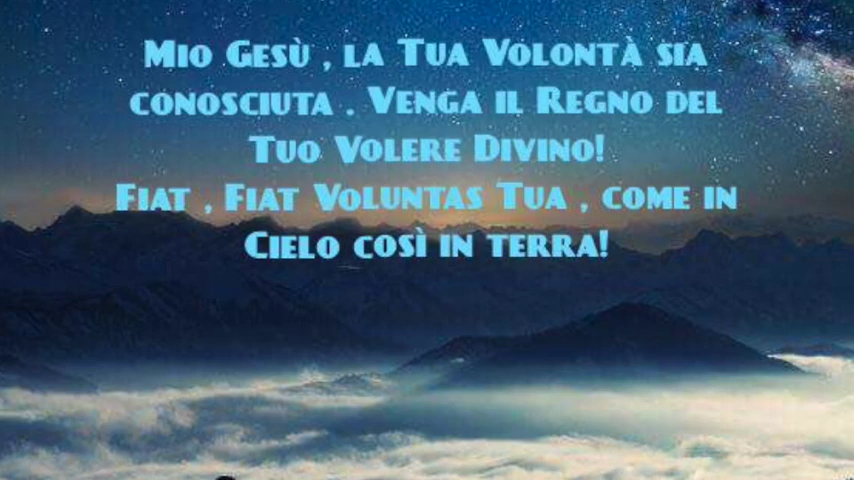 Mio Gesù , la Tua Volontà sia
conosciuta . Venga il Regno del
Tuo Volere Divino!
Fiat , Fiat Voluntas Tua , come in
Cielo così in terra!